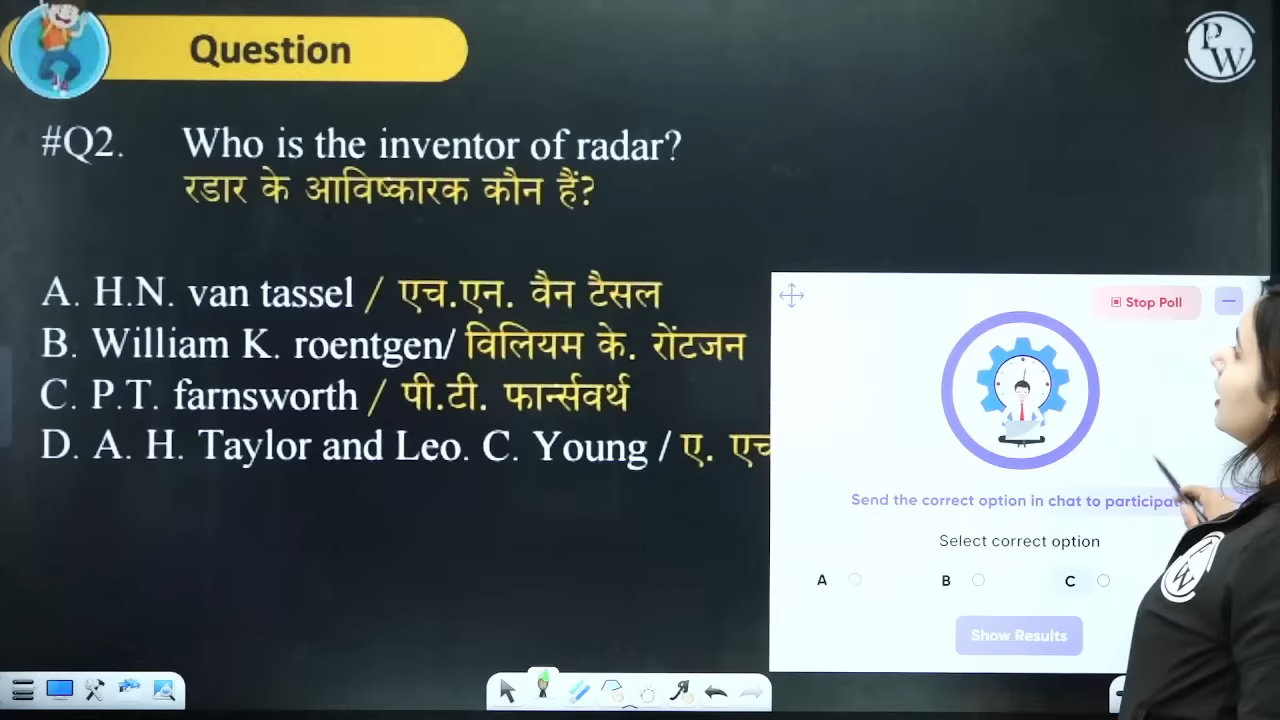 Question
PW
#Q2. Who is the inventor of radar?
रडार के आविष्कारक कौन हैं?
A. H.N. van tassel / एच.एन. वैन टैसल
B. William K. roentgen/ विलियम के. रोंटजन
C. P.T. farnsworth / पी.टी. फार्न्सवर्थ
D. A. H. Taylor and Leo. C. Young / ए. एच
Stop Poll
Send the correct option in chat to participat
Select correct option
A B C
Show Results